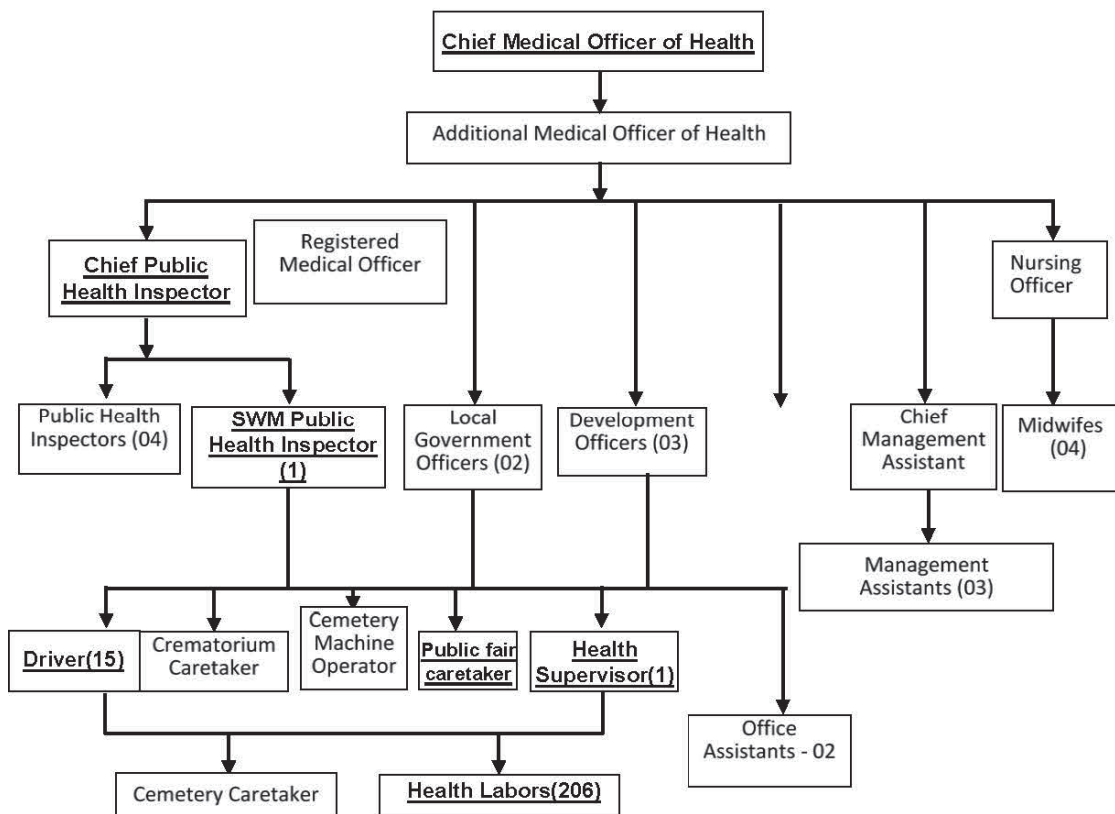 Chief Medical Officer of Health
Additional Medical Officer of Health
Registered
Medical Officer
Chief Public
Health Inspector
Nursing
Officer
Public Health
Inspectors (04)
SWM Public
Health Inspector
(1)
Local
Government
Officers (02)
Development
Officers (03)
Chief
Management
Assistant
Midwifes
(04)
Management
Assistants (03)
Driver(15)
Crematorium
Caretaker
Cemetery
Machine
Operator
Public fair
caretaker
Health
Supervisor(1)
Office
Assistants - 02
Cemetery Caretaker
Health Labors(206)